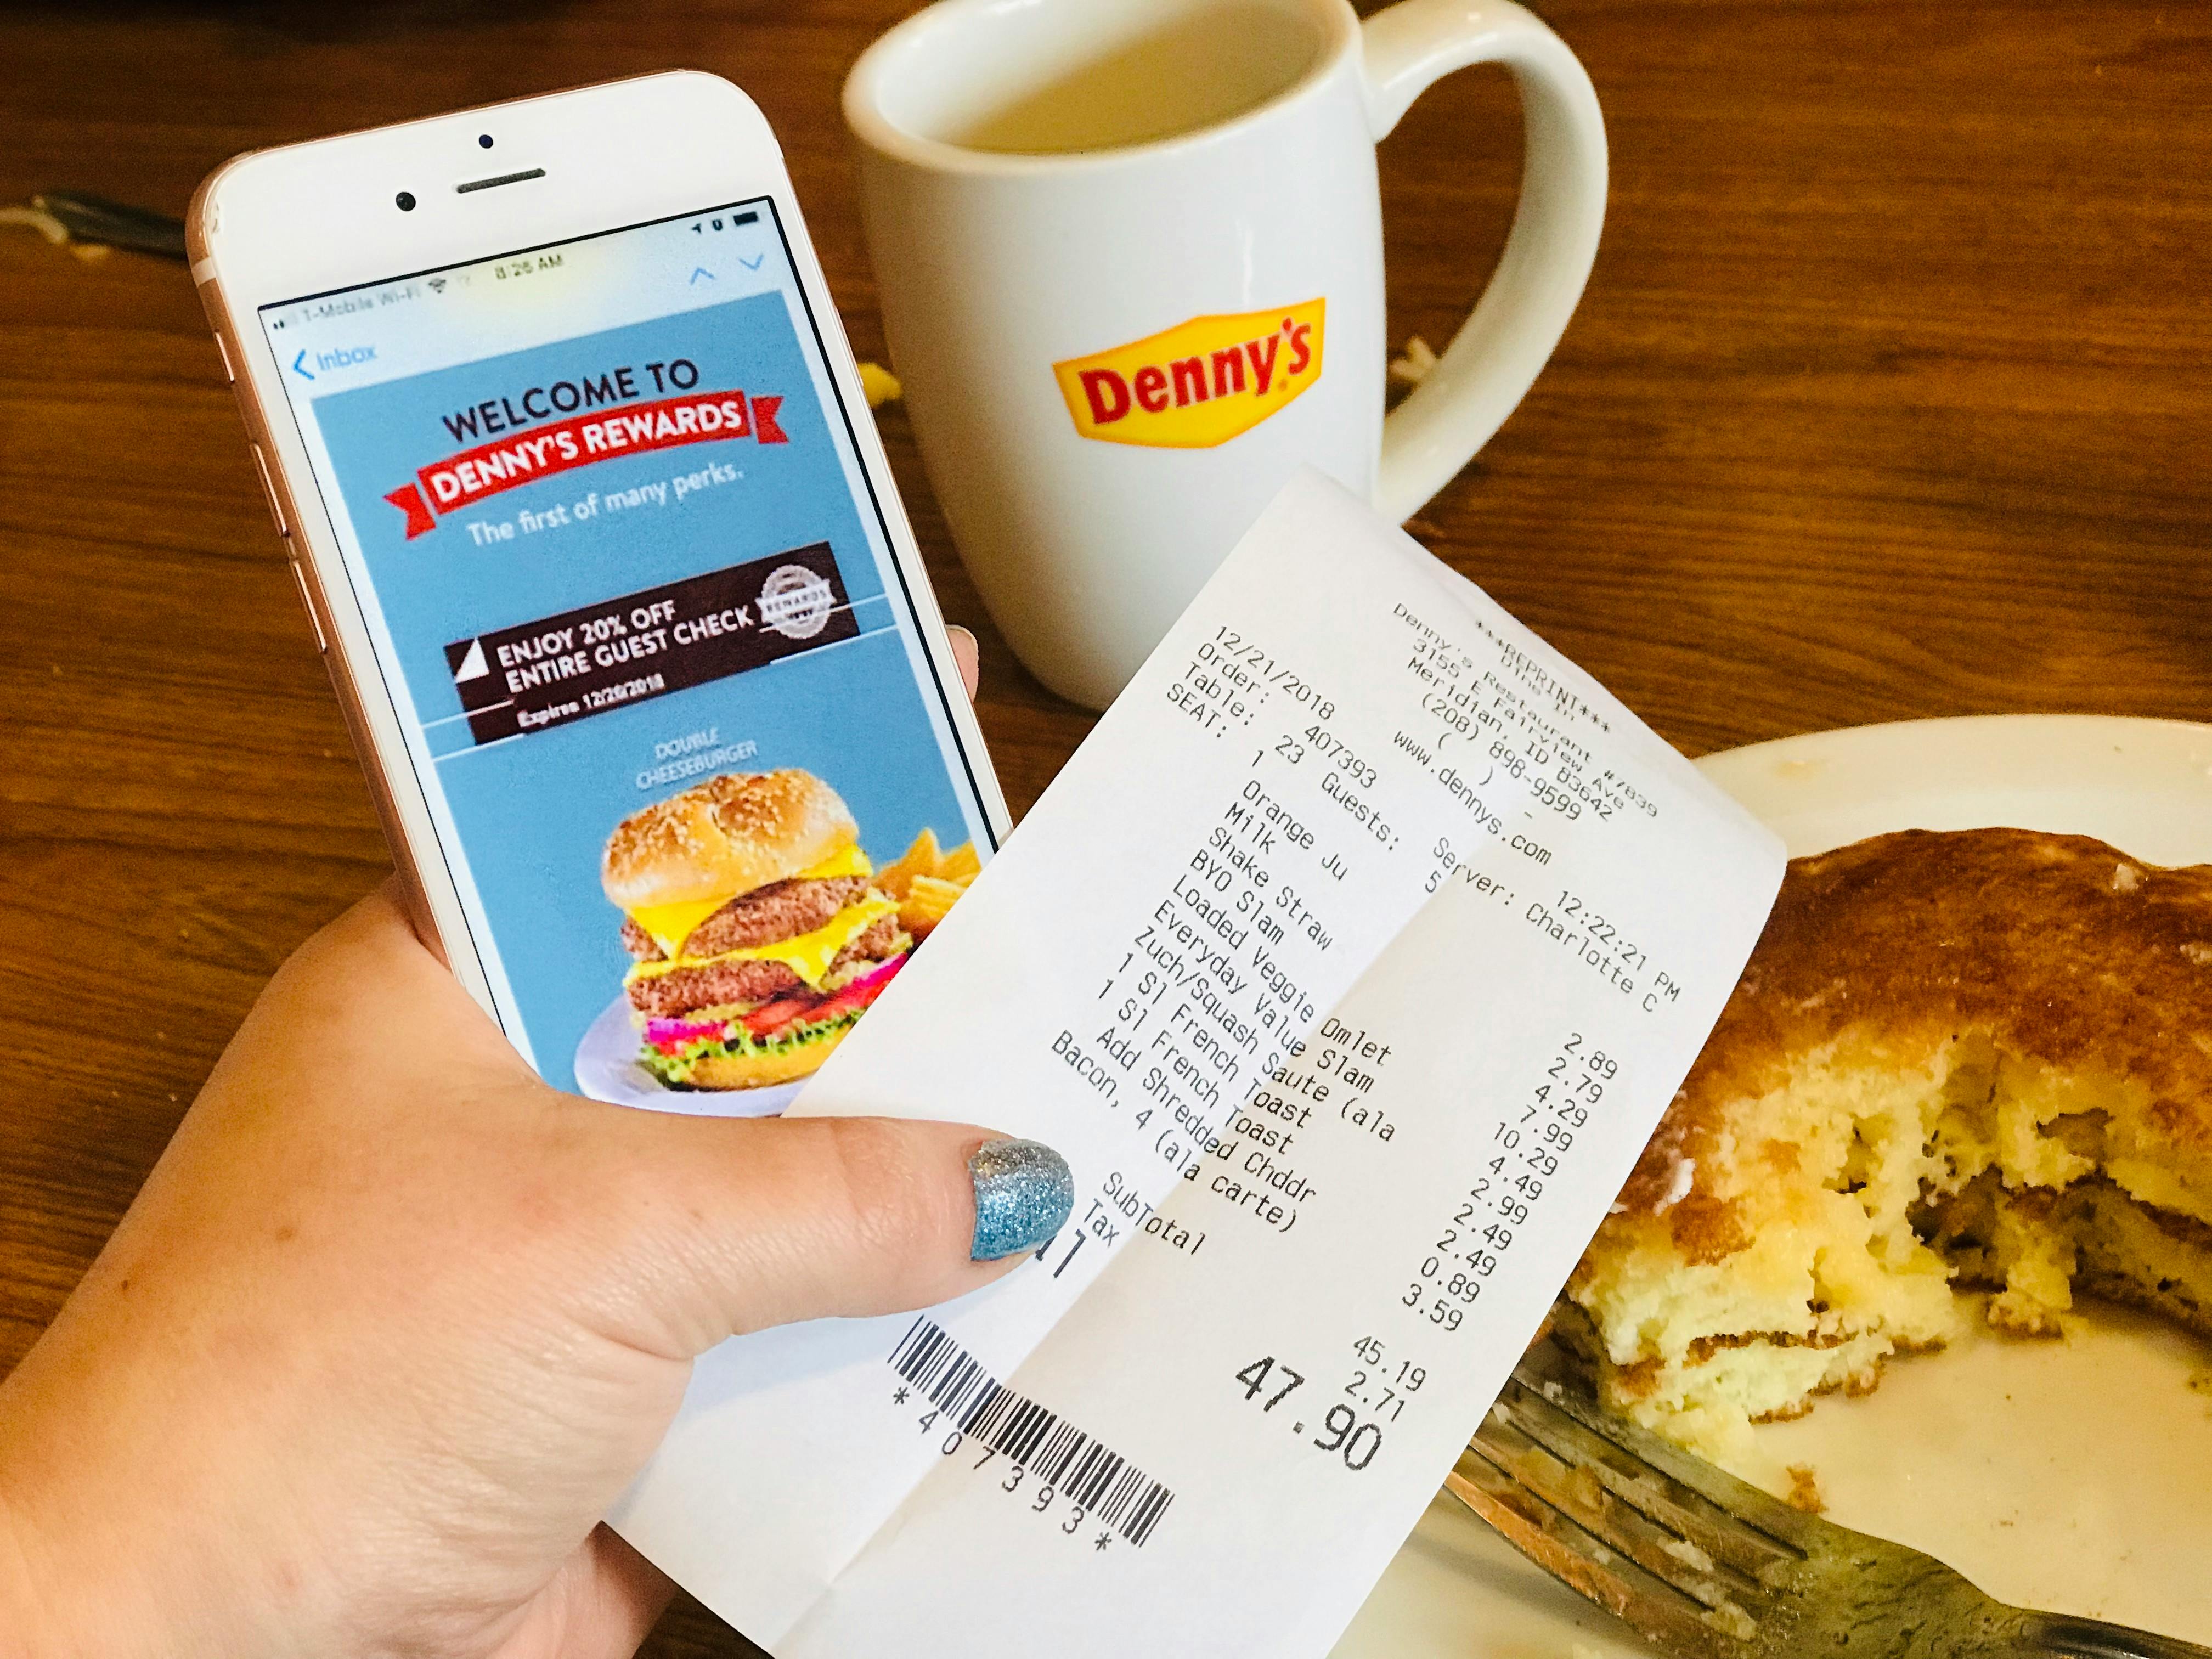 T-Mobile Wi-Fi 8:26 AM
Inbox
WELCOME TO
DENNY'S REWARDS
The first of many perks.
ENJOY 20% OFF
ENTIRE GUEST CHECK
REWARDS
Expires 12/26/2018
DOUBLE
CHEESEBURGER
Denny's
***REPRINT***
Dine In
Denny's Restaurant #7839
3155 E Fairview Ave
Meridian, ID 83642
(208) 898-9599
( ) -
www.dennys.com
12/21/2018 12:22:21 PM
Order: 407393 Server: Charlotte C
Table: 23 Guests: 5
SEAT: 1
Orange Ju 2.89
Milk 2.79
Shake Straw 4.29
BYO Slam 7.99
Loaded Veggie Omlet 10.29
Everyday Value Slam 4.49
Zuch/Squash Saute (ala 2.99
1 Sl French Toast 2.49
1 Sl French Toast 2.49
Add Shredded Chddr 0.89
Bacon, 4 (ala carte) 3.59
SubTotal 45.19
Tax 2.71
47.90
*407393*